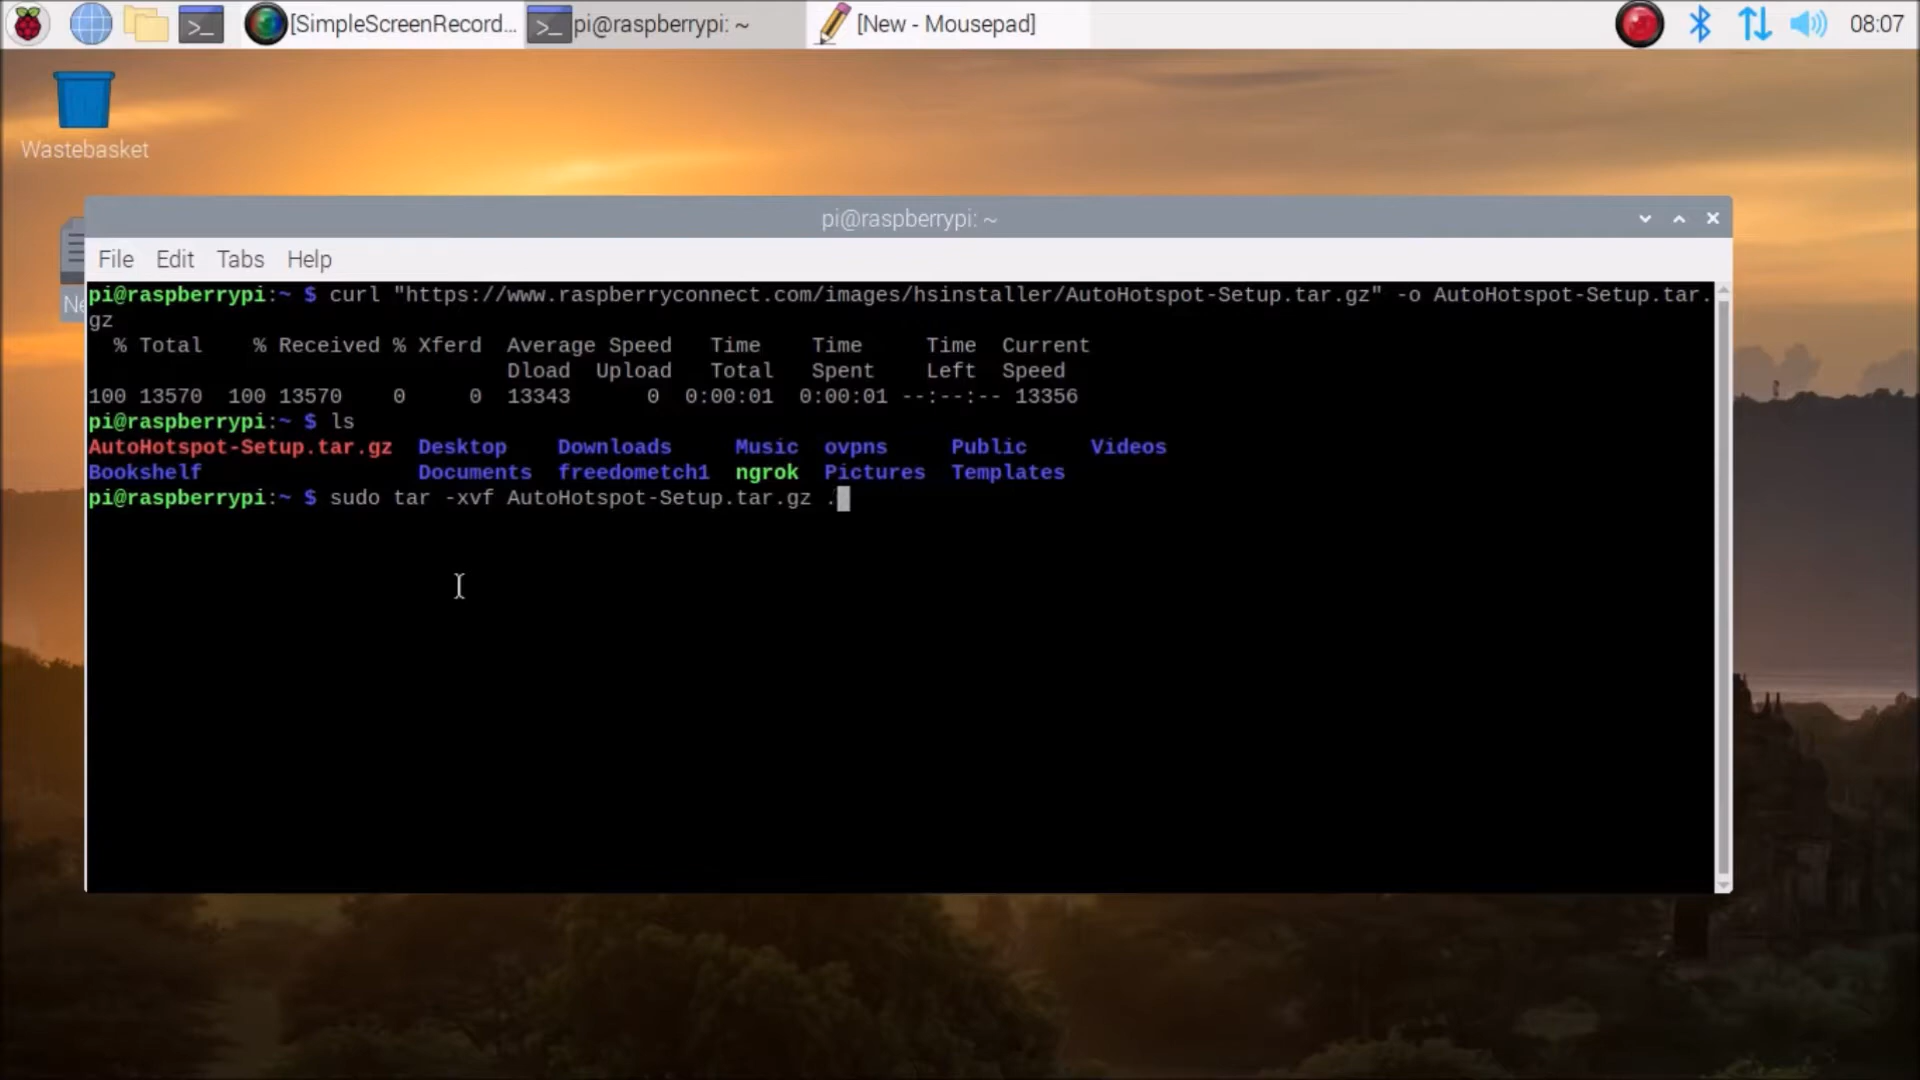 [SimpleScreenRecord... pi@raspberrypi: ~ [New - Mousepad] 08:07
Wastebasket
Ne
pi@raspberrypi: ~
File Edit Tabs Help
pi@raspberrypi:~ $ curl "https://www.raspberryconnect.com/images/hsinstaller/AutoHotspot-Setup.tar.gz" -o AutoHotspot-Setup.tar.
gz
% Total % Received % Xferd Average Speed Time Time Time Current
Dload Upload Total Spent Left Speed
100 13570 100 13570 0 0 13343 0 0:00:01 0:00:01 --:--:-- 13356
pi@raspberrypi:~ $ ls
AutoHotspot-Setup.tar.gz Desktop Downloads Music ovpns Public Videos
Bookshelf Documents freedometch1 ngrok Pictures Templates
pi@raspberrypi:~ $ sudo tar -xvf AutoHotspot-Setup.tar.gz .